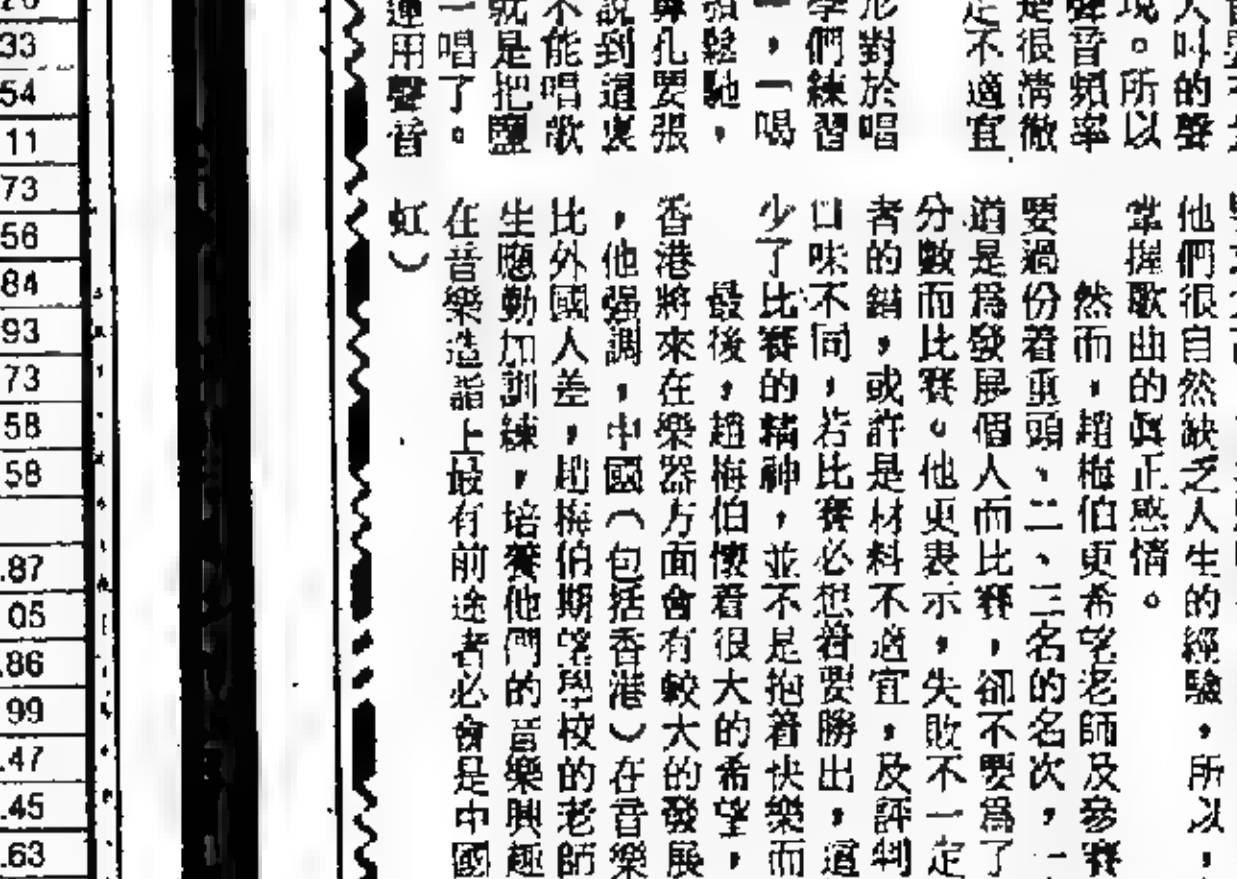 大叫的聲
現。所以
聲音頻率
是很清徹
定不適宜
形對於唱
學們練習
一,一喝
頸鬆馳,
鼻孔要張
說到這裏
不能唱歌
就是把鹽
一唱了。
運用聲音
他們很自然缺乏人生的經驗,所以,
掌握歌曲的眞正感情。
然而,趙梅伯更希望老師及參賽
要過份着重頭、二、三名的名次,一
道是爲發展個人而比賽,卻不要爲了
分數而比賽。他更表示,失敗不一定
者的錯,或許是材料不適宜,及評判
口味不同,若比賽必想着要勝出,這
少了比賽的精神,並不是抱着快樂而
最後,趙梅伯懷着很大的希望,
香港將來在樂器方面會有較大的發展
,他强調,中國(包括香港)在音樂
比外國人差,趙梅伯期望學校的老師
生應勤加訓練,培養他們的音樂興趣
在音樂造詣上最有前途者必會是中國
虹)
33
54
11
73
56
84
93
73
58
58
.87
05
.86
99
.47
.45
.63